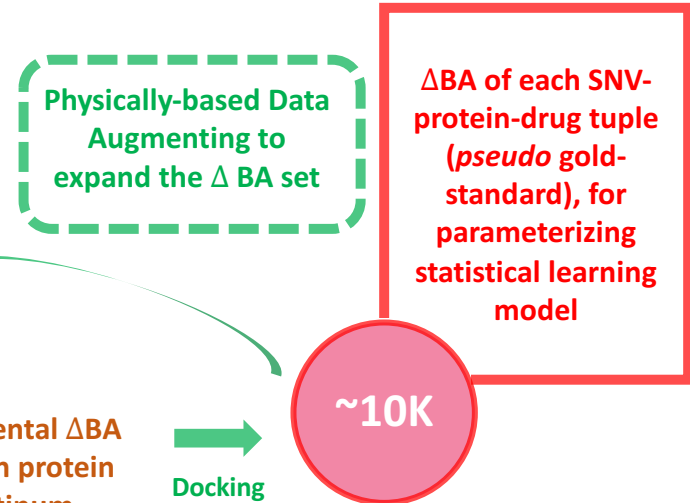 Physically-based Data
Augmenting to
expand the Δ BA set
ΔBA of each SNV-
protein-drug tuple
(pseudo gold-
standard), for
parameterizing
statistical learning
model
~10K
ΔBA
protein
Docking